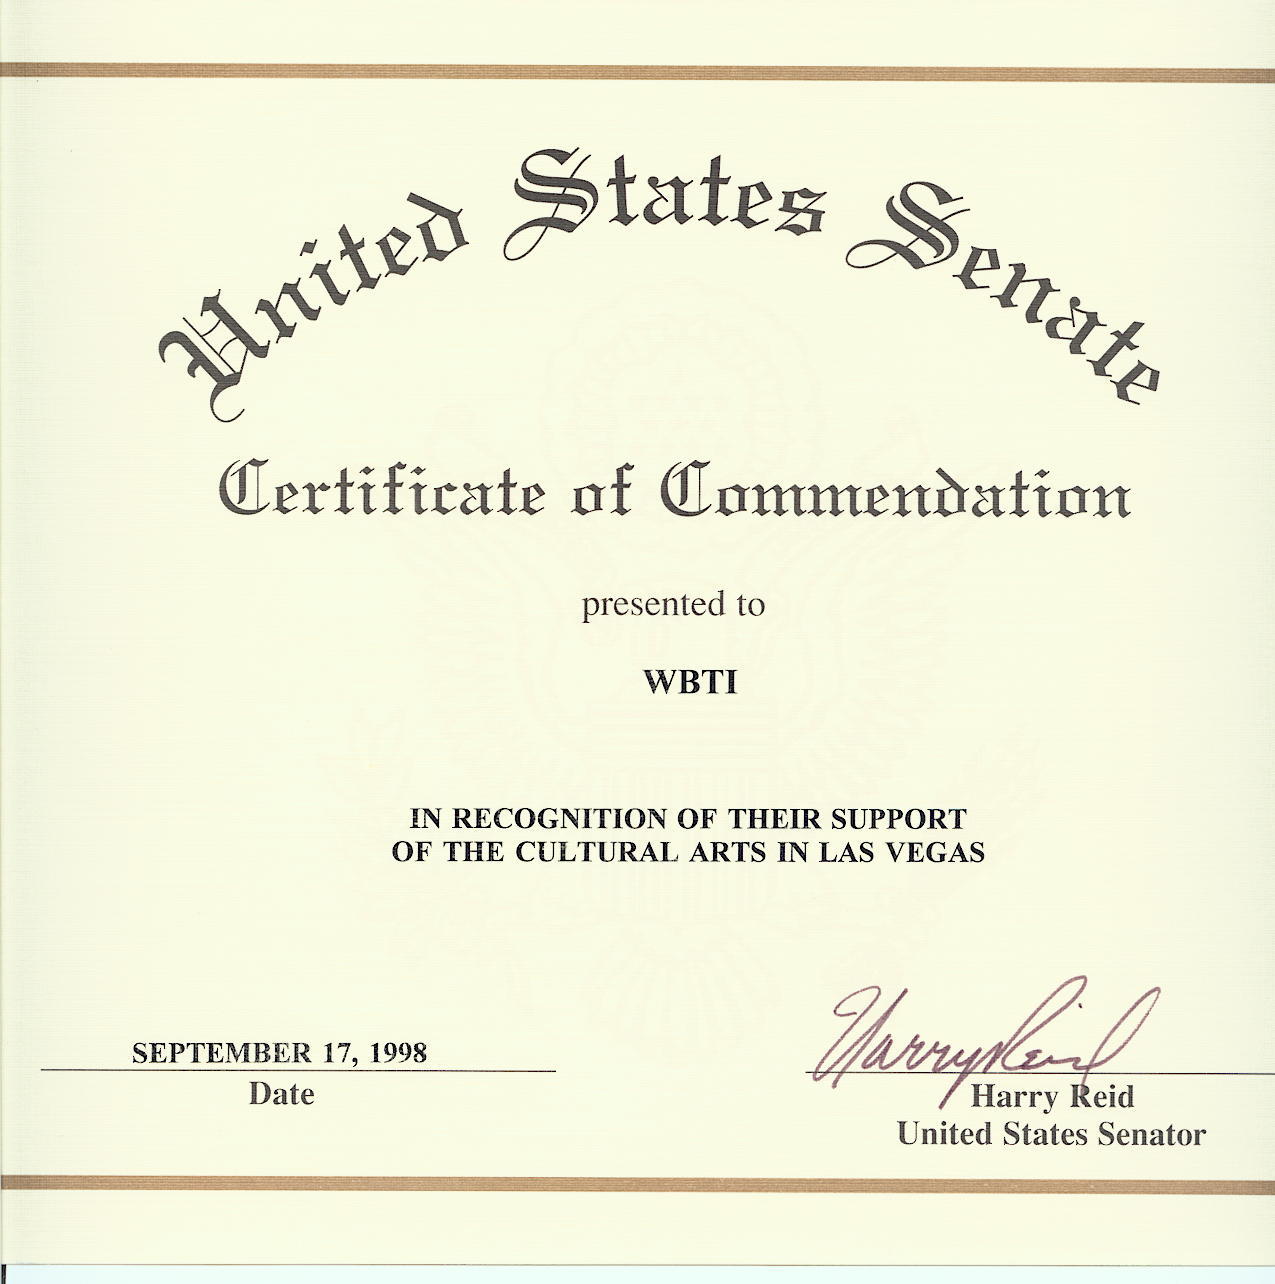 United States Senate
Certificate of Commendation
presented to
WBTI
IN RECOGNITION OF THEIR SUPPORT
OF THE CULTURAL ARTS IN LAS VEGAS
Harry Reid
SEPTEMBER 17, 1998
Date
Harry Reid
United States Senator